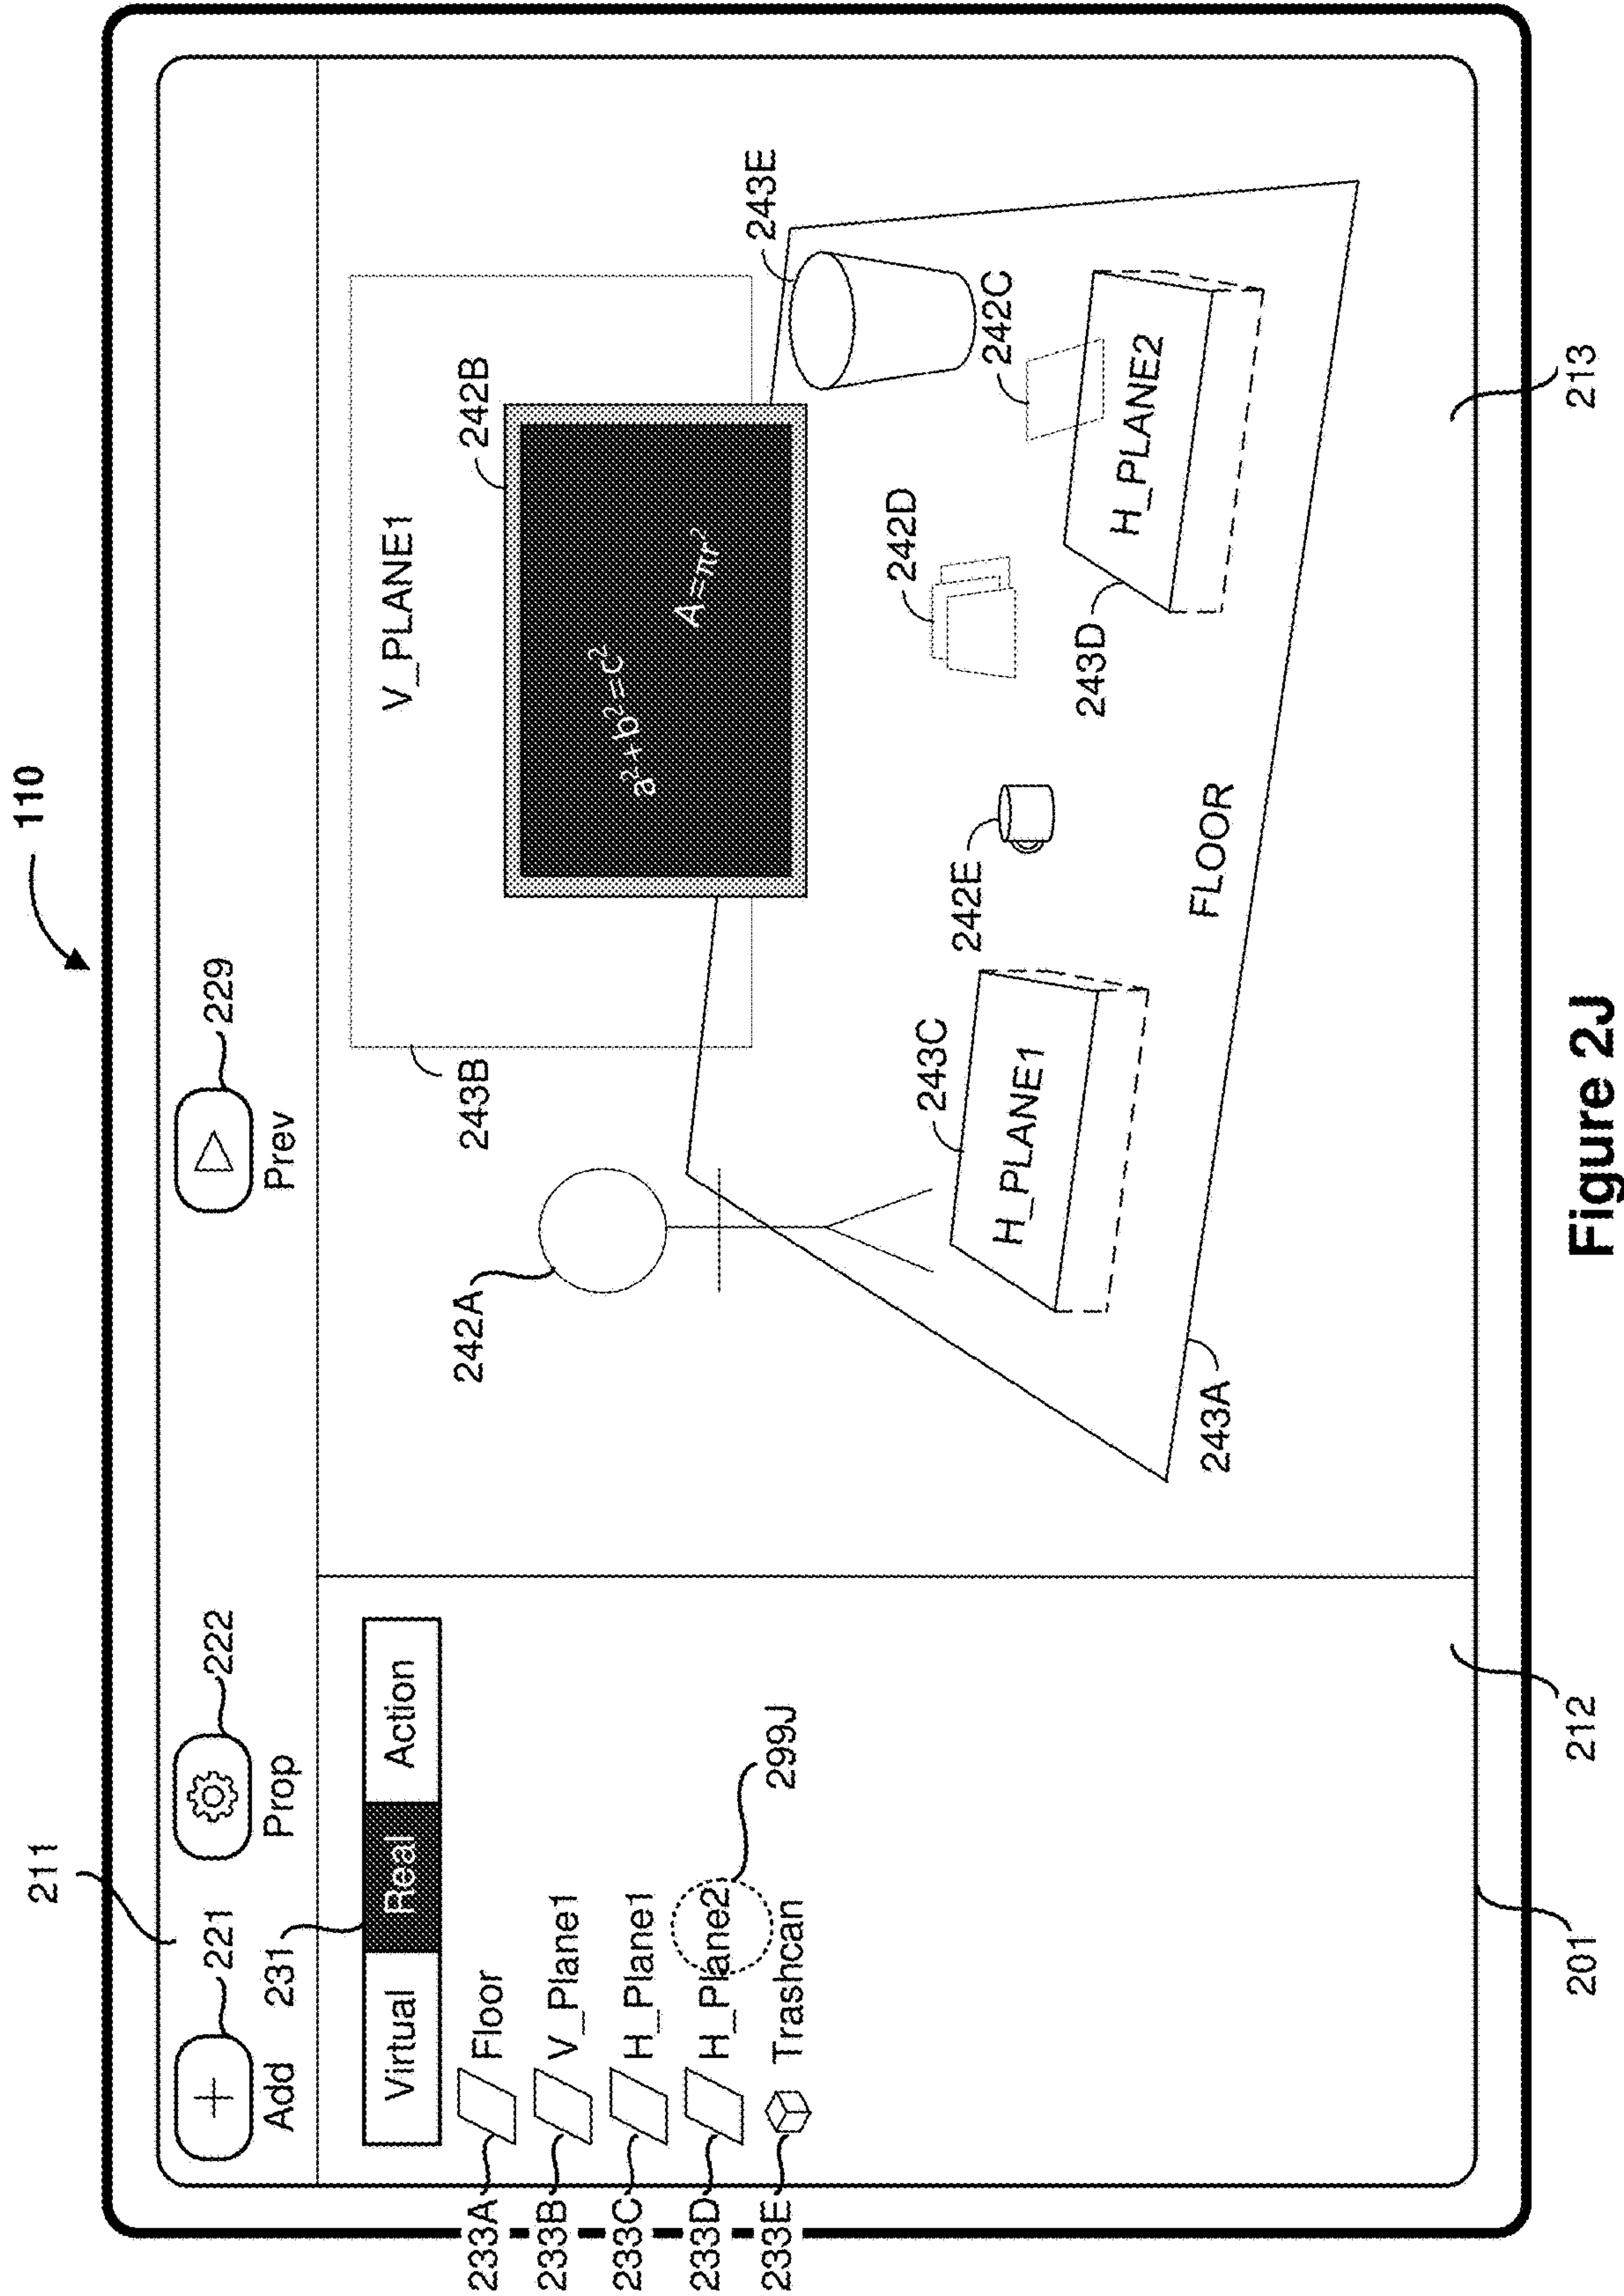 110
211
221
222
229
Add
Prop
Prev
231
Virtual
Real
Action
233A
Floor
233B
V_Plane1
233C
H_Plane1
233D
H_Plane2
299J
233E
Trashcan
V_PLANE1
243B
242A
242B
a²+b²=c²
A=πr²
243E
242D
242C
242E
243C
H_PLANE1
243D
H_PLANE2
FLOOR
243A
201
212
213
Figure 2J